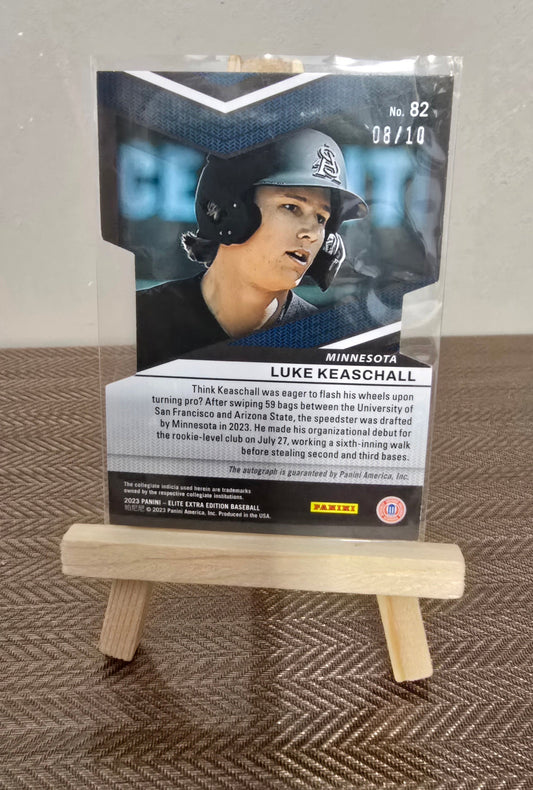 No. 82
08/10
MINNESOTA
LUKE KEASCHALL
Think Keaschall was eager to flash his wheels upon
turning pro? After swiping 59 bags between the University of
San Francisco and Arizona State, the speedster was drafted
by Minnesota in 2023. He made his organizational debut for
the rookie-level club on July 27, working a sixth-inning walk
before stealing second and third bases.
The autograph is guaranteed by Panini America, Inc.
The collegiate indicia used herein are trademarks
owned by the respective collegiate institutions.
2023 PANINI – ELITE EXTRA EDITION BASEBALL
帕尼尼 © 2023 Panini America, Inc. Produced in the USA.
PANINI